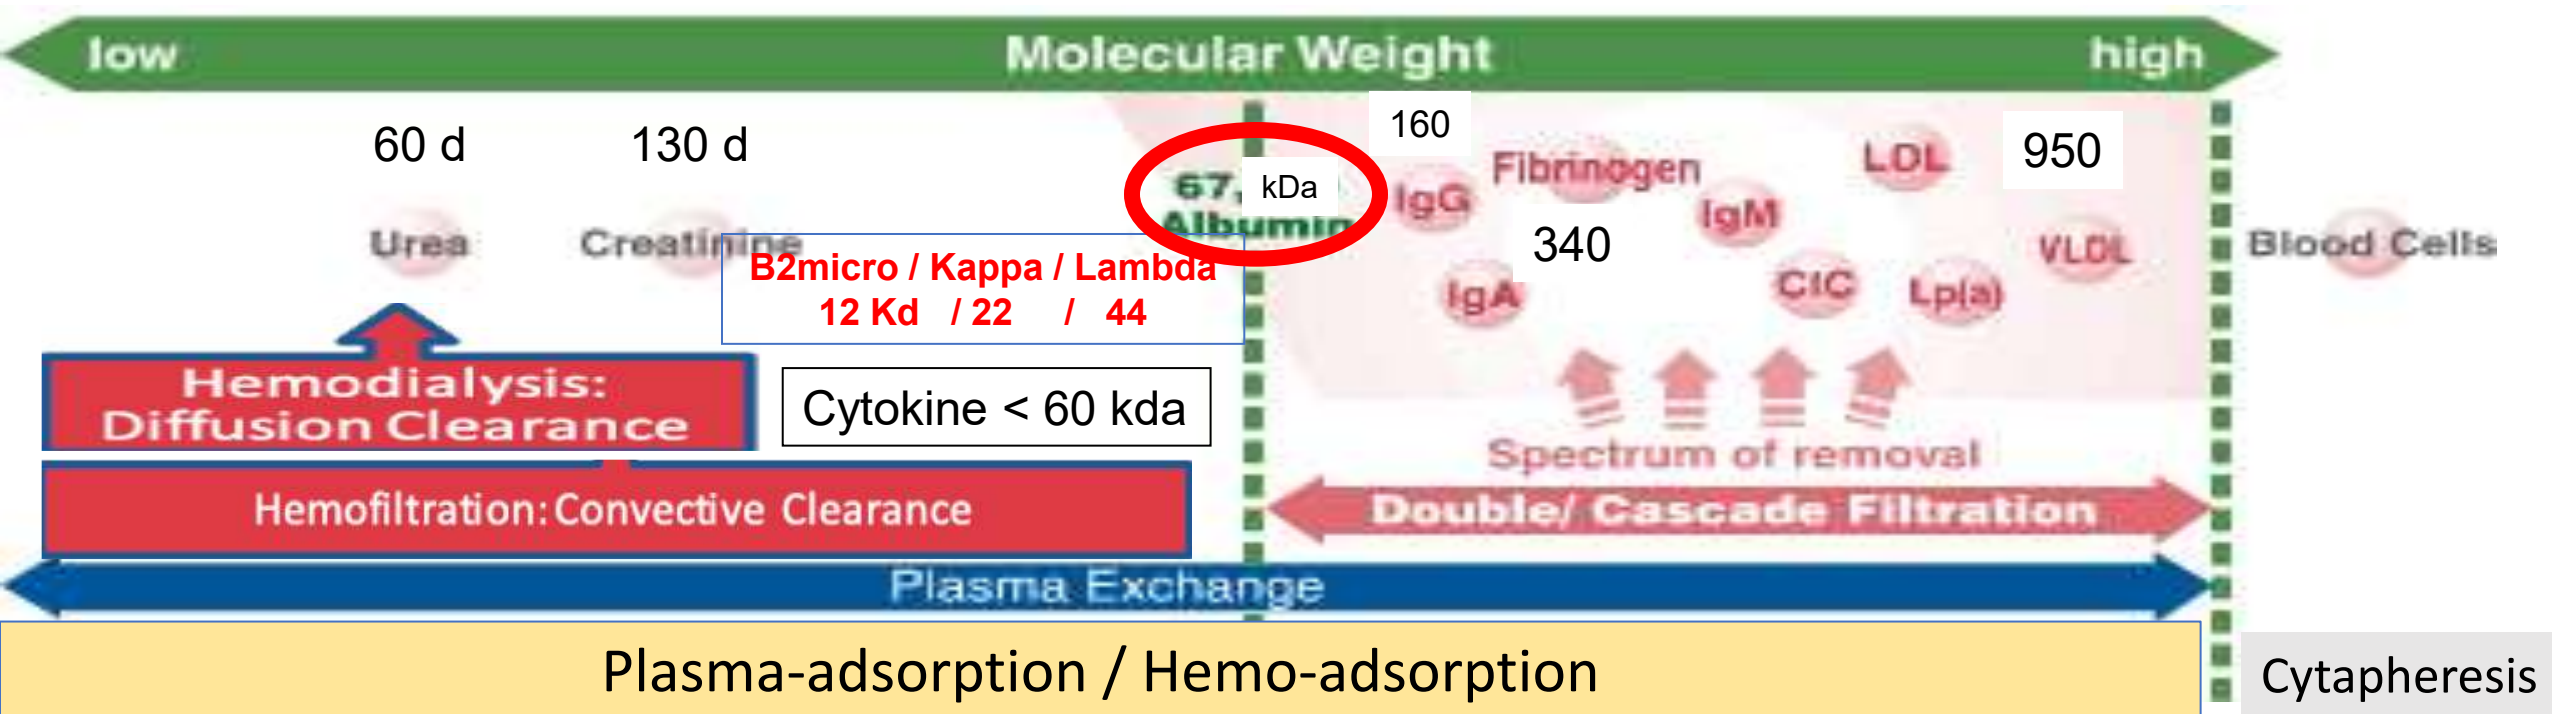 low Molecular Weight high
60 d 130 d
160
Fibrinogen LDL 950
67, kDa
Albumin
IgG
IgM
Urea Creatinine
340
VLDL Blood Cells
B2micro / Kappa / Lambda
12 Kd / 22 / 44
IgA CIC Lp(a)
Hemodialysis:
Diffusion Clearance
Cytokine < 60 kda
Spectrum of removal
Hemofiltration: Convective Clearance
Double/ Cascade Filtration
Plasma Exchange
Plasma-adsorption / Hemo-adsorption
Cytapheresis